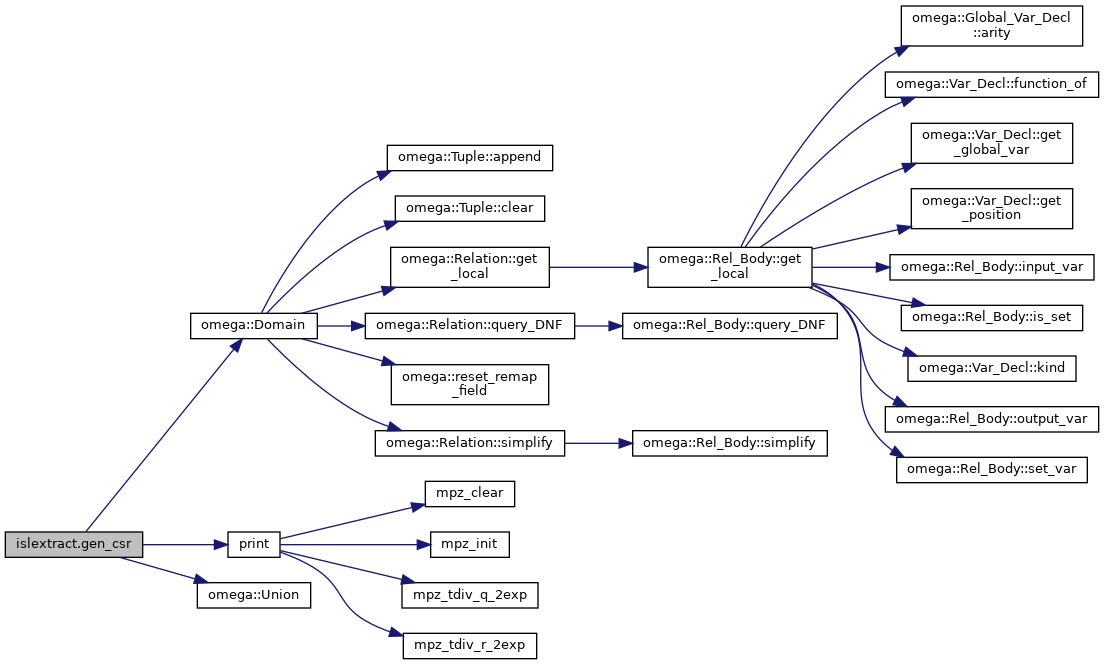 omega::Global_Var_Decl
::arity
omega::Var_Decl::function_of
omega::Var_Decl::get
_global_var
omega::Tuple::append
omega::Tuple::clear
omega::Var_Decl::get
_position
omega::Relation::get
_local
omega::Rel_Body::get
_local
omega::Rel_Body::input_var
omega::Domain
omega::Relation::query_DNF
omega::Rel_Body::query_DNF
omega::Rel_Body::is_set
omega::reset_remap
_field
omega::Var_Decl::kind
omega::Rel_Body::output_var
omega::Relation::simplify
omega::Rel_Body::simplify
omega::Rel_Body::set_var
mpz_clear
islextract.gen_csr
print
mpz_init
omega::Union
mpz_tdiv_q_2exp
mpz_tdiv_r_2exp